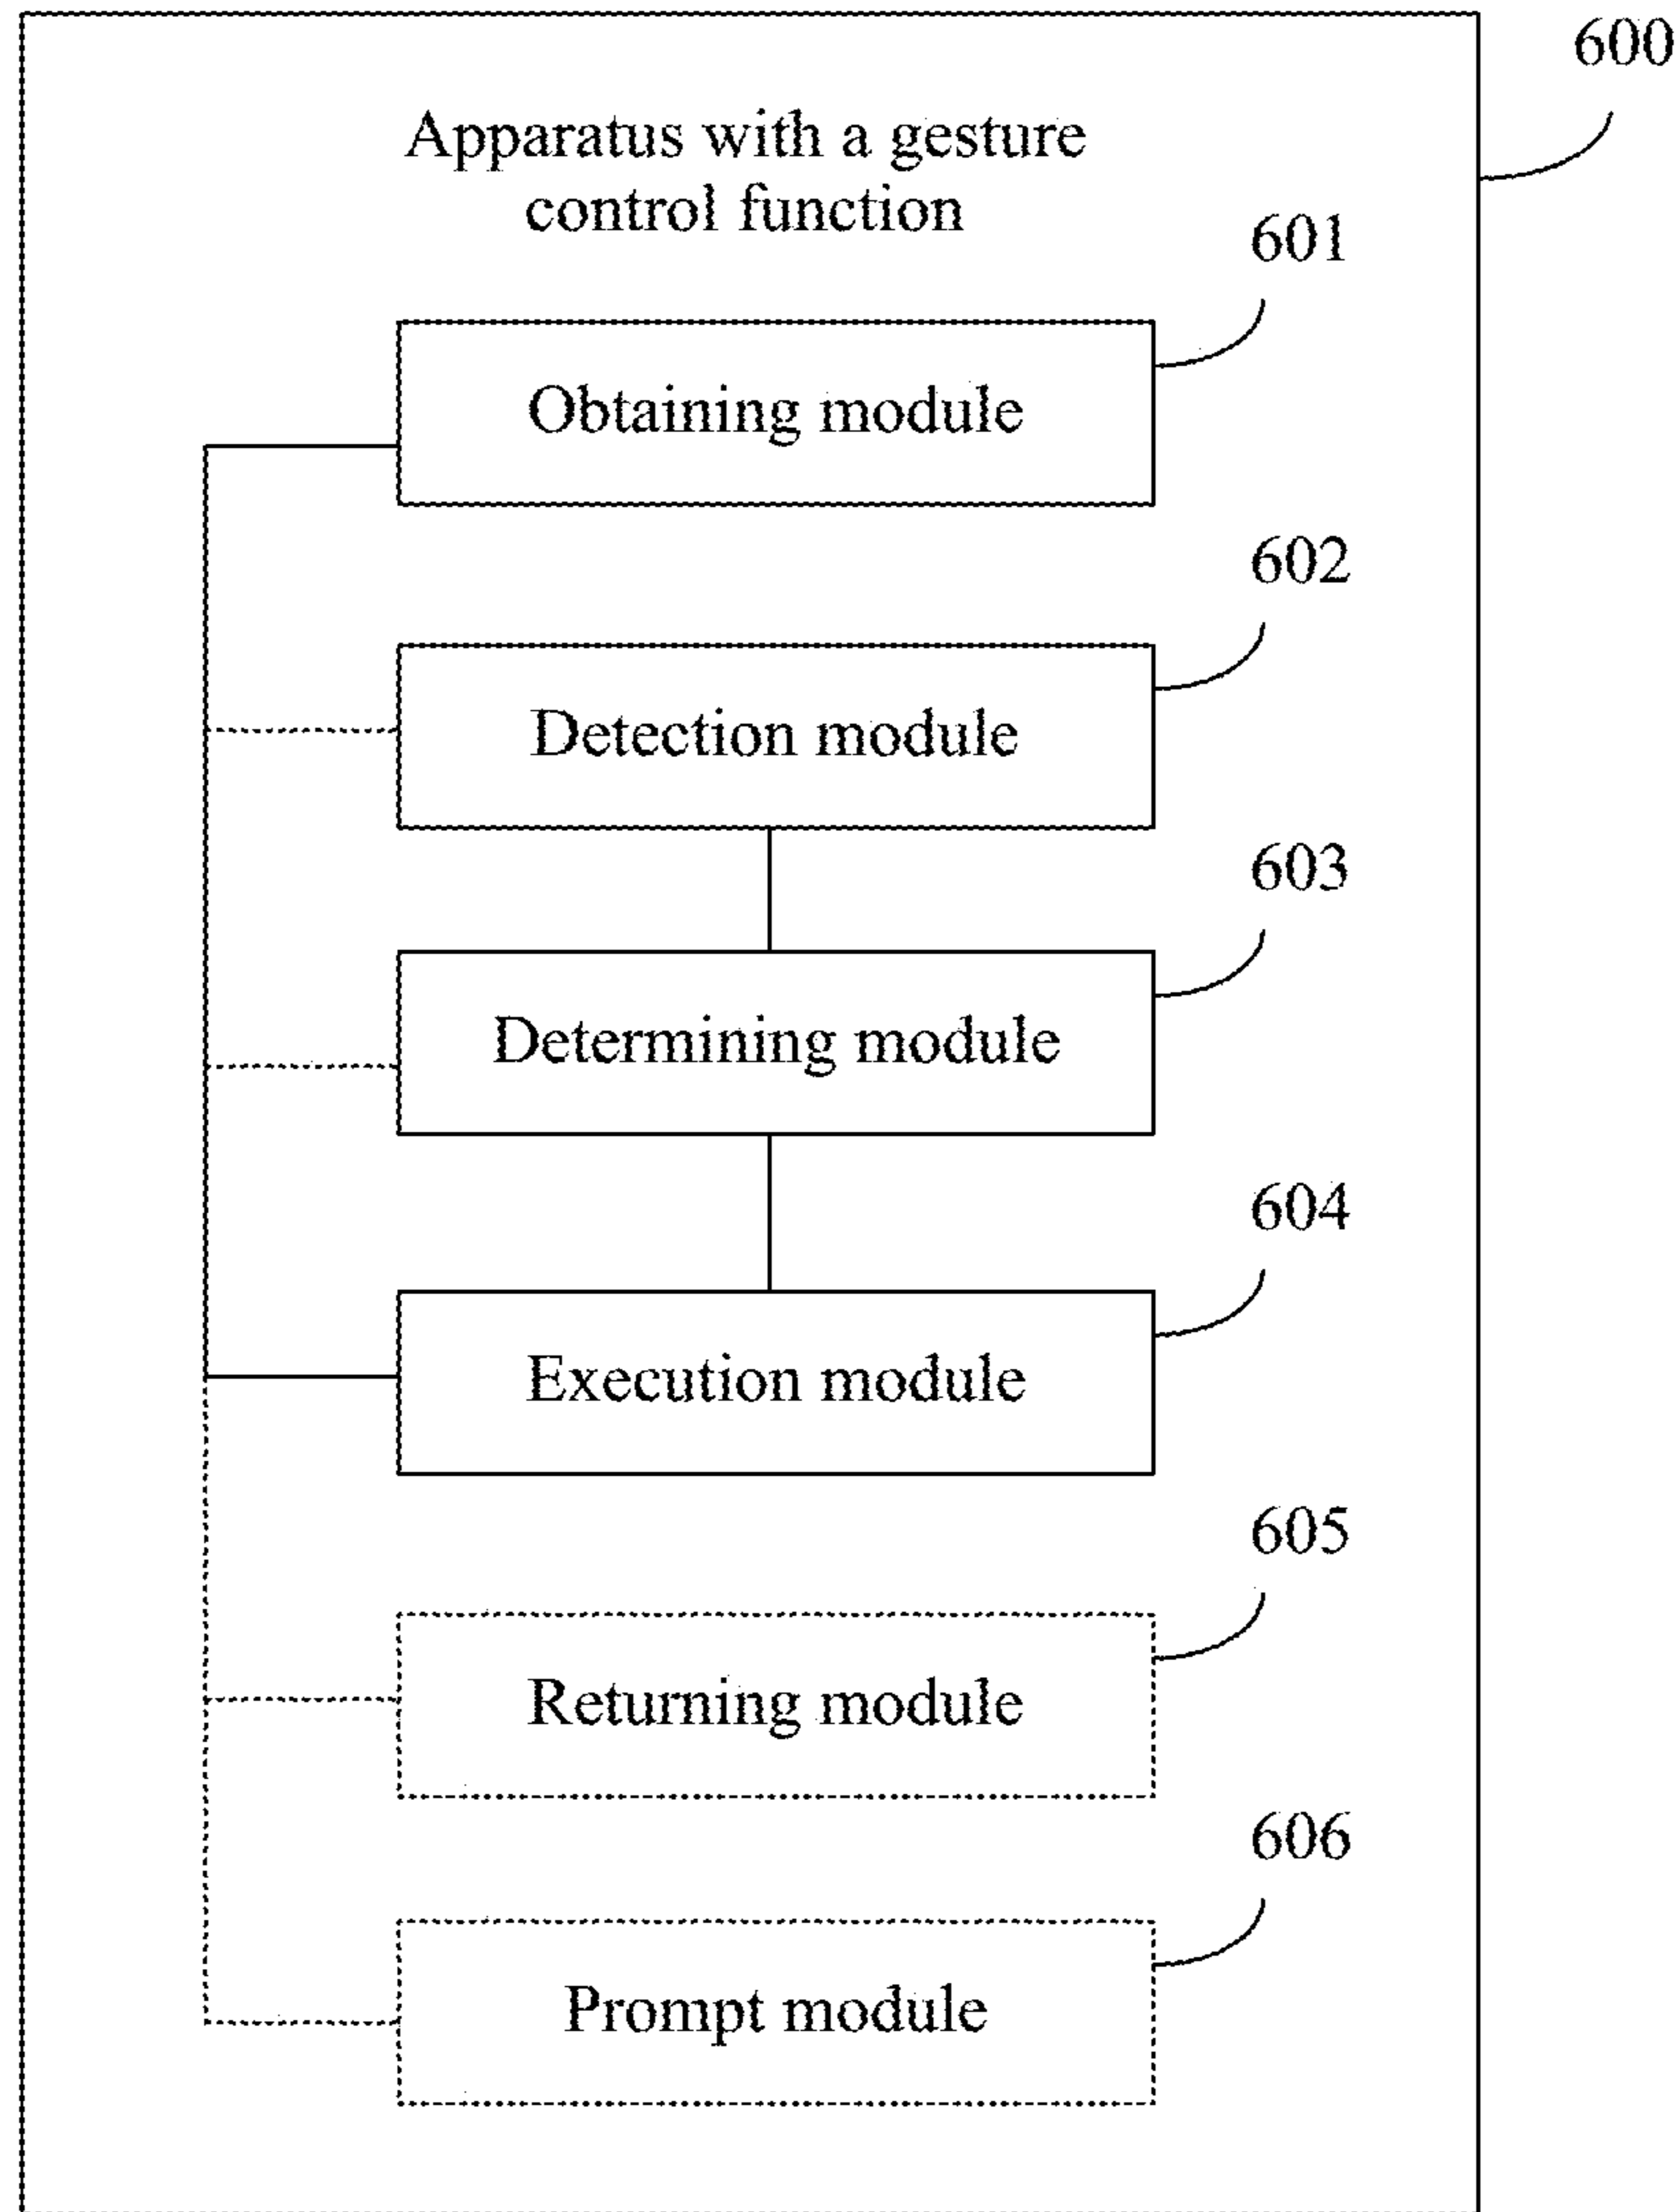 600
Apparatus with a gesture
control function
601
Obtaining module
602
Detection module
603
Determining module
604
Execution module
605
Returning module
606
Prompt module